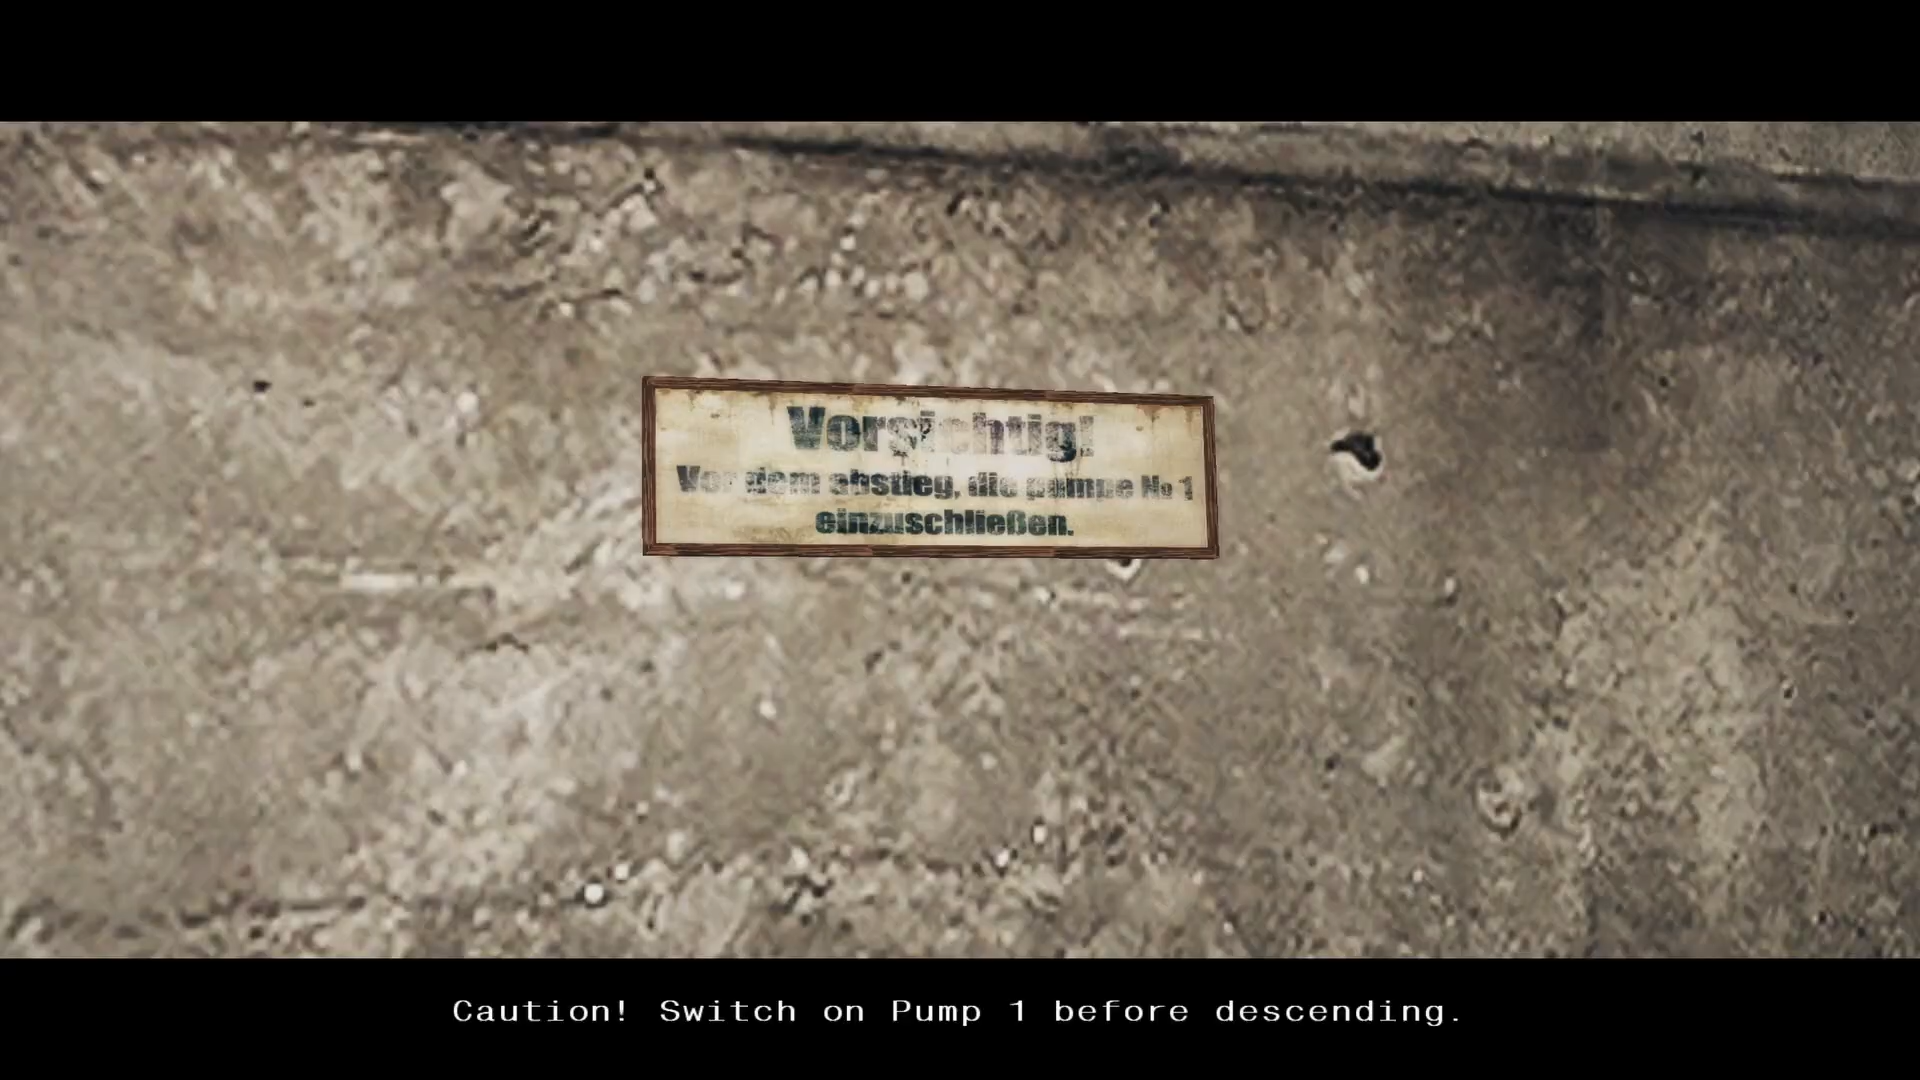 Vorsichtig!
Vor dem abstieg, die pumpe № 1
einzuschließen.
Caution! Switch on Pump 1 before descending.